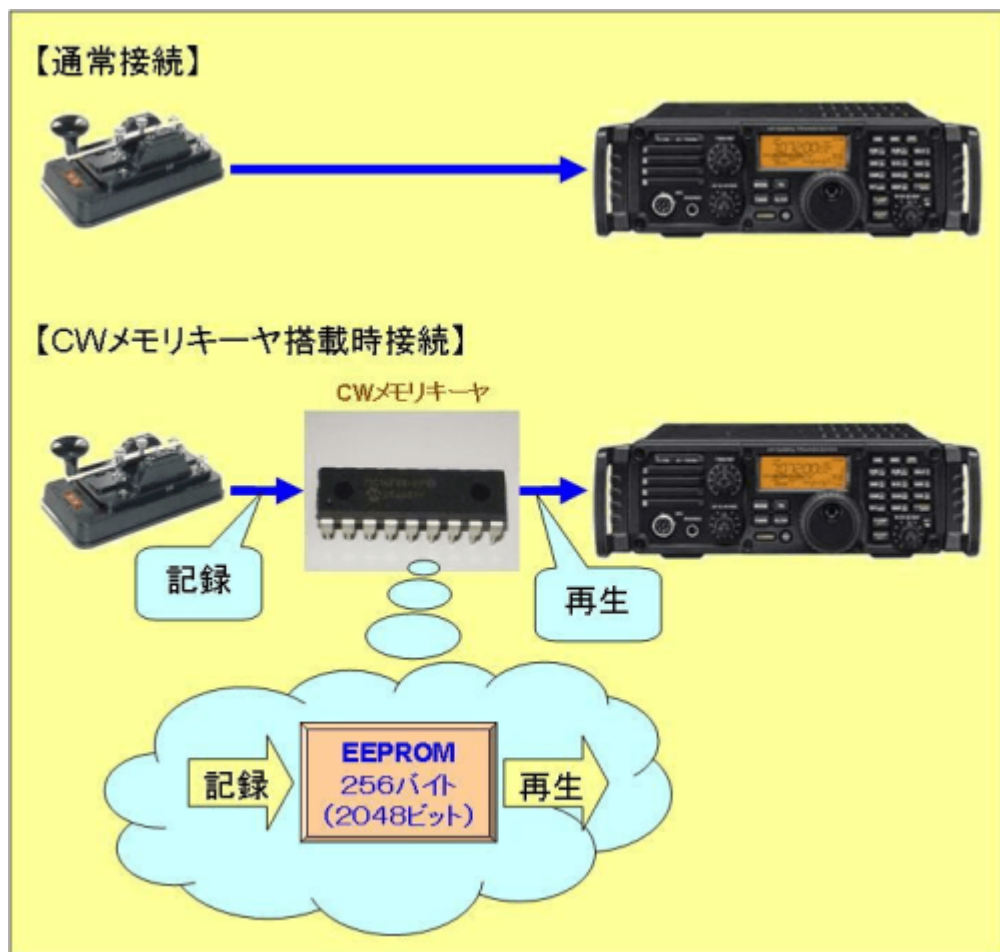 【通常接続】
【CWメモリキーヤ搭載時接続】
CWメモリキーヤ
記録
再生
EEPROM
256バイト
(2048ビット)
記録
再生